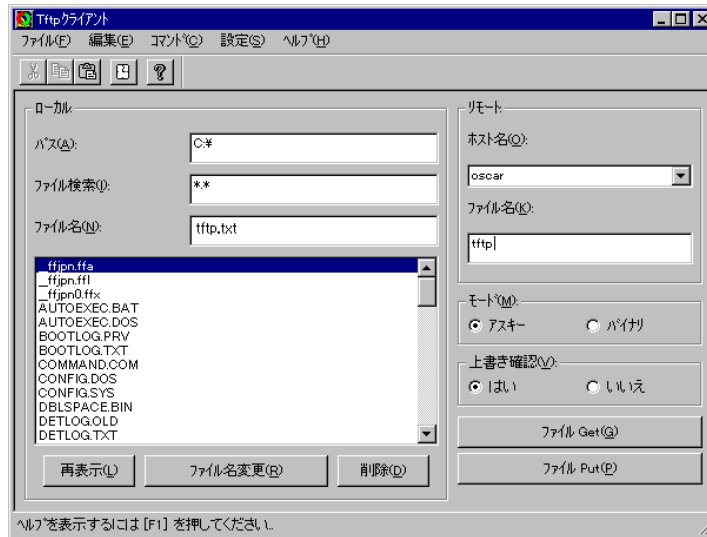 Tftpクライアント
ファイル(F) 編集(E) コマンド(C) 設定(S) ヘルプ(H)
ローカル:
パス(A):
C:¥
ファイル検索(I):
*.*
ファイル名(N):
tftp.txt
_ffjpn.ffa
_ffjpn.ffl
_ffjpn0.ffx
AUTOEXEC.BAT
AUTOEXEC.DOS
BOOTLOG.PRV
BOOTLOG.TXT
COMMAND.COM
CONFIG.DOS
CONFIG.SYS
DBLSPACE.BIN
DETLOG.OLD
DETLOG.TXT
再表示(L) ファイル名変更(R) 削除(D)
リモート:
ホスト名(O):
oscar
ファイル名(K):
tftp
モード(M):
アスキー バイナリ
上書き確認(V):
はい いいえ
ファイル Get(G)
ファイル Put(P)
ヘルプを表示するには [F1] を押してください..